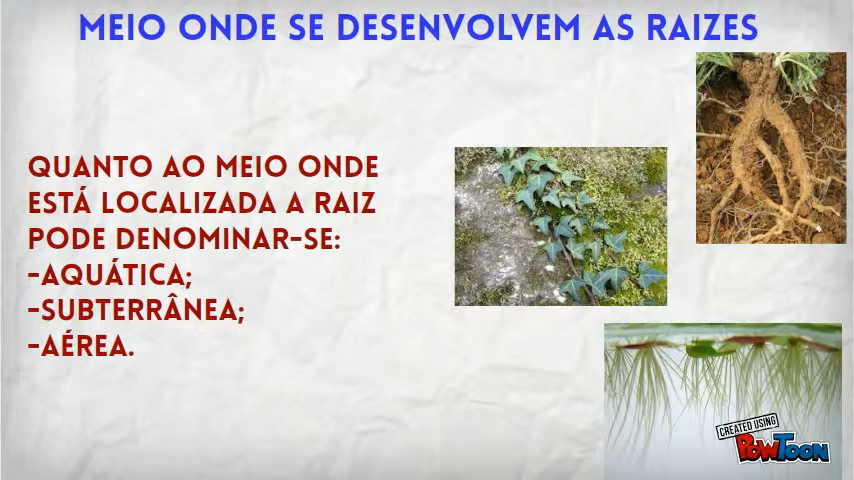 MEIO ONDE SE DESENVOLVEM AS RAIZES
QUANTO AO MEIO ONDE
ESTÁ LOCALIZADA A RAIZ
PODE DENOMINAR-SE:
-AQUÁTICA;
-SUBTERRÂNEA;
-AÉREA.
CREATED USING
POWTOON